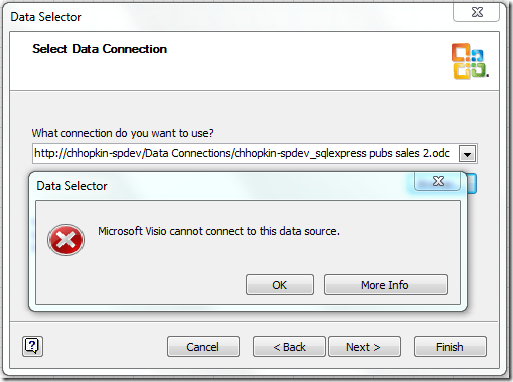 Data Selector
Select Data Connection
What connection do you want to use?
http://chhopkin-spdev/Data Connections/chhopkin-spdev_sqlexpress pubs sales 2.odc
Data Selector
Microsoft Visio cannot connect to this data source.
OK
More Info
Cancel
< Back
Next >
Finish